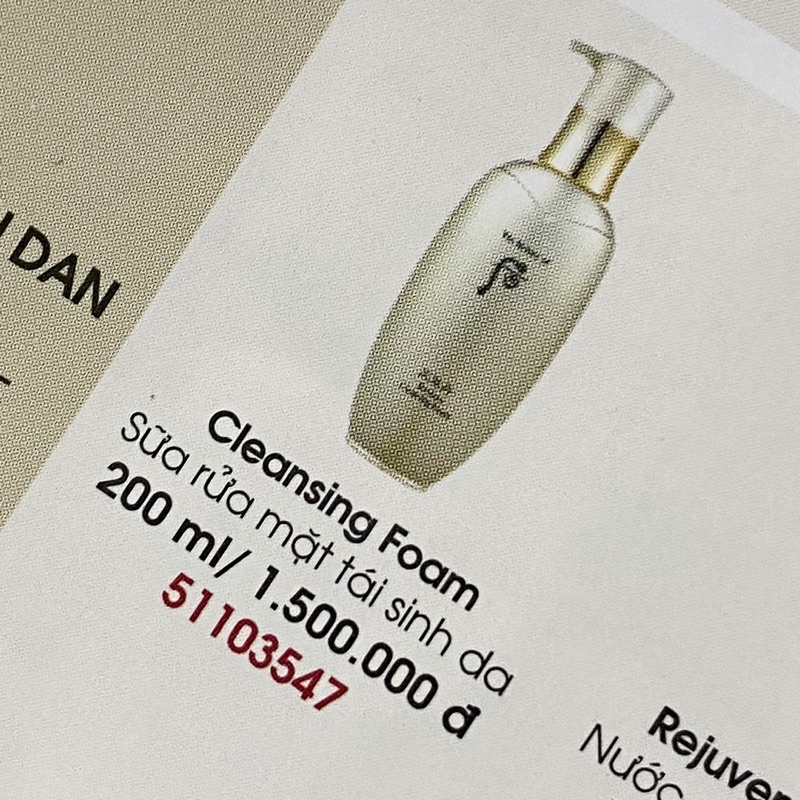 DAN
Cleansing Foam
Sữa rửa mặt tái sinh da
200 ml/ 1.500.000 đ
51103547
Rejuven
Nước